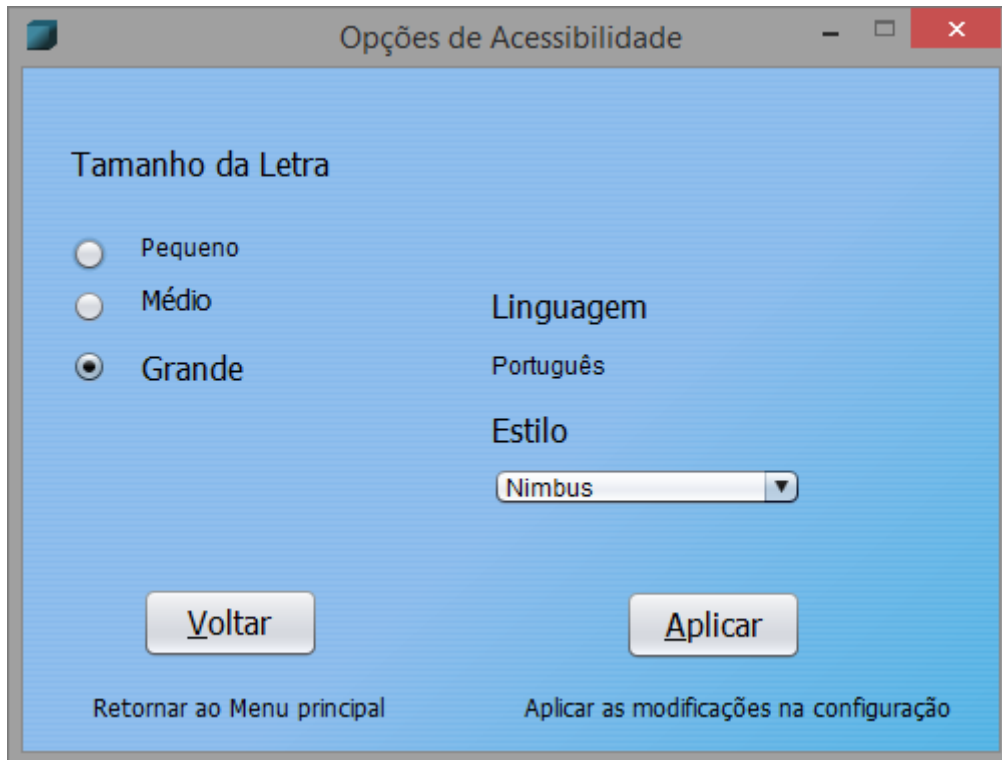 Opções de Acessibilidade
Tamanho da Letra
Pequeno
Médio
Grande
Linguagem
Português
Estilo
Nimbus
Voltar
Aplicar
Retornar ao Menu principal
Aplicar as modificações na configuração